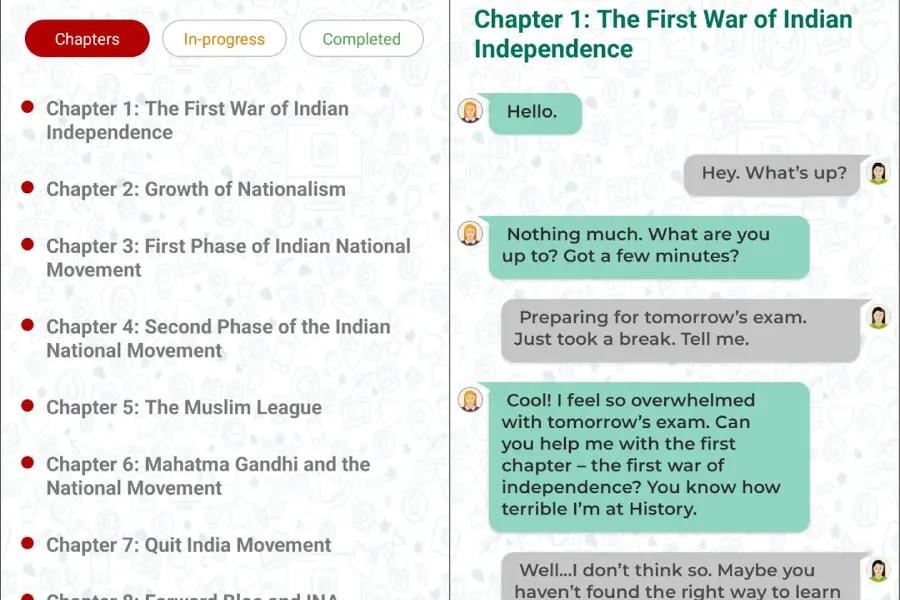 Chapters
In-progress
Completed
Chapter 1: The First War of Indian
Independence
Chapter 2: Growth of Nationalism
Chapter 3: First Phase of Indian National
Movement
Chapter 4: Second Phase of the Indian
National Movement
Chapter 5: The Muslim League
Chapter 6: Mahatma Gandhi and the
National Movement
Chapter 7: Quit India Movement
Chapter 8: Forward Bloc and INA
Chapter 1: The First War of Indian
Independence
Hello.
Hey. What’s up?
Nothing much. What are you
up to? Got a few minutes?
Preparing for tomorrow’s exam.
Just took a break. Tell me.
Cool! I feel so overwhelmed
with tomorrow’s exam. Can
you help me with the first
chapter – the first war of
independence? You know how
terrible I’m at History.
Well...I don’t think so. Maybe you
haven’t found the right way to learn